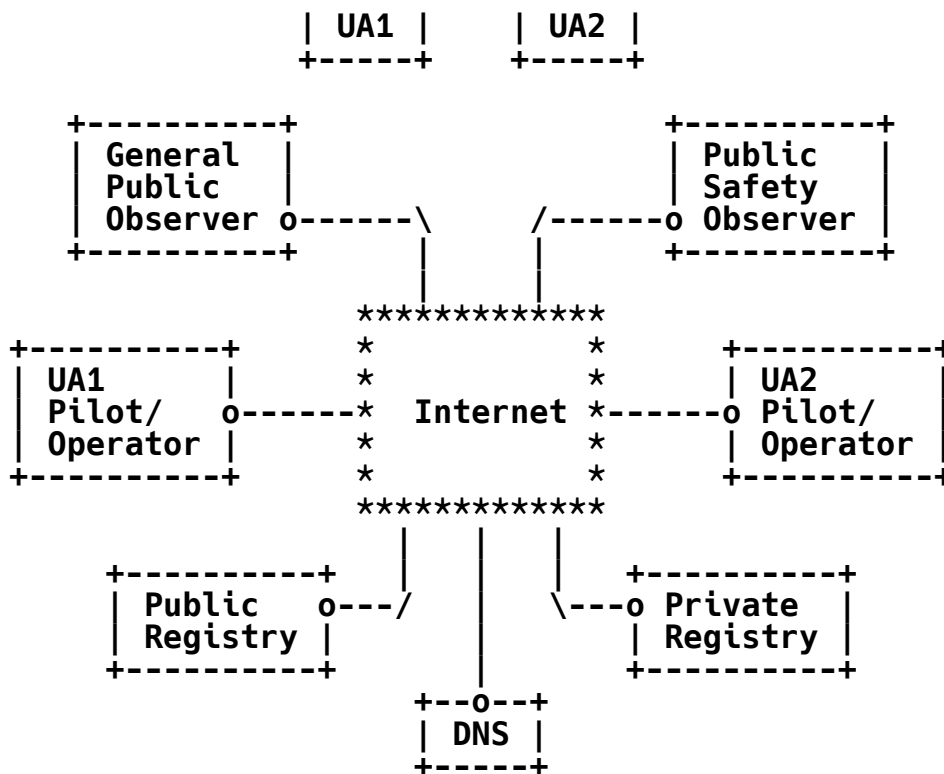 UA1 UA2
General Public
Public Safety
Observer Observer
UA1 UA2
Pilot/ Internet Pilot/
Operator Operator
Public Private
Registry Registry
DNS